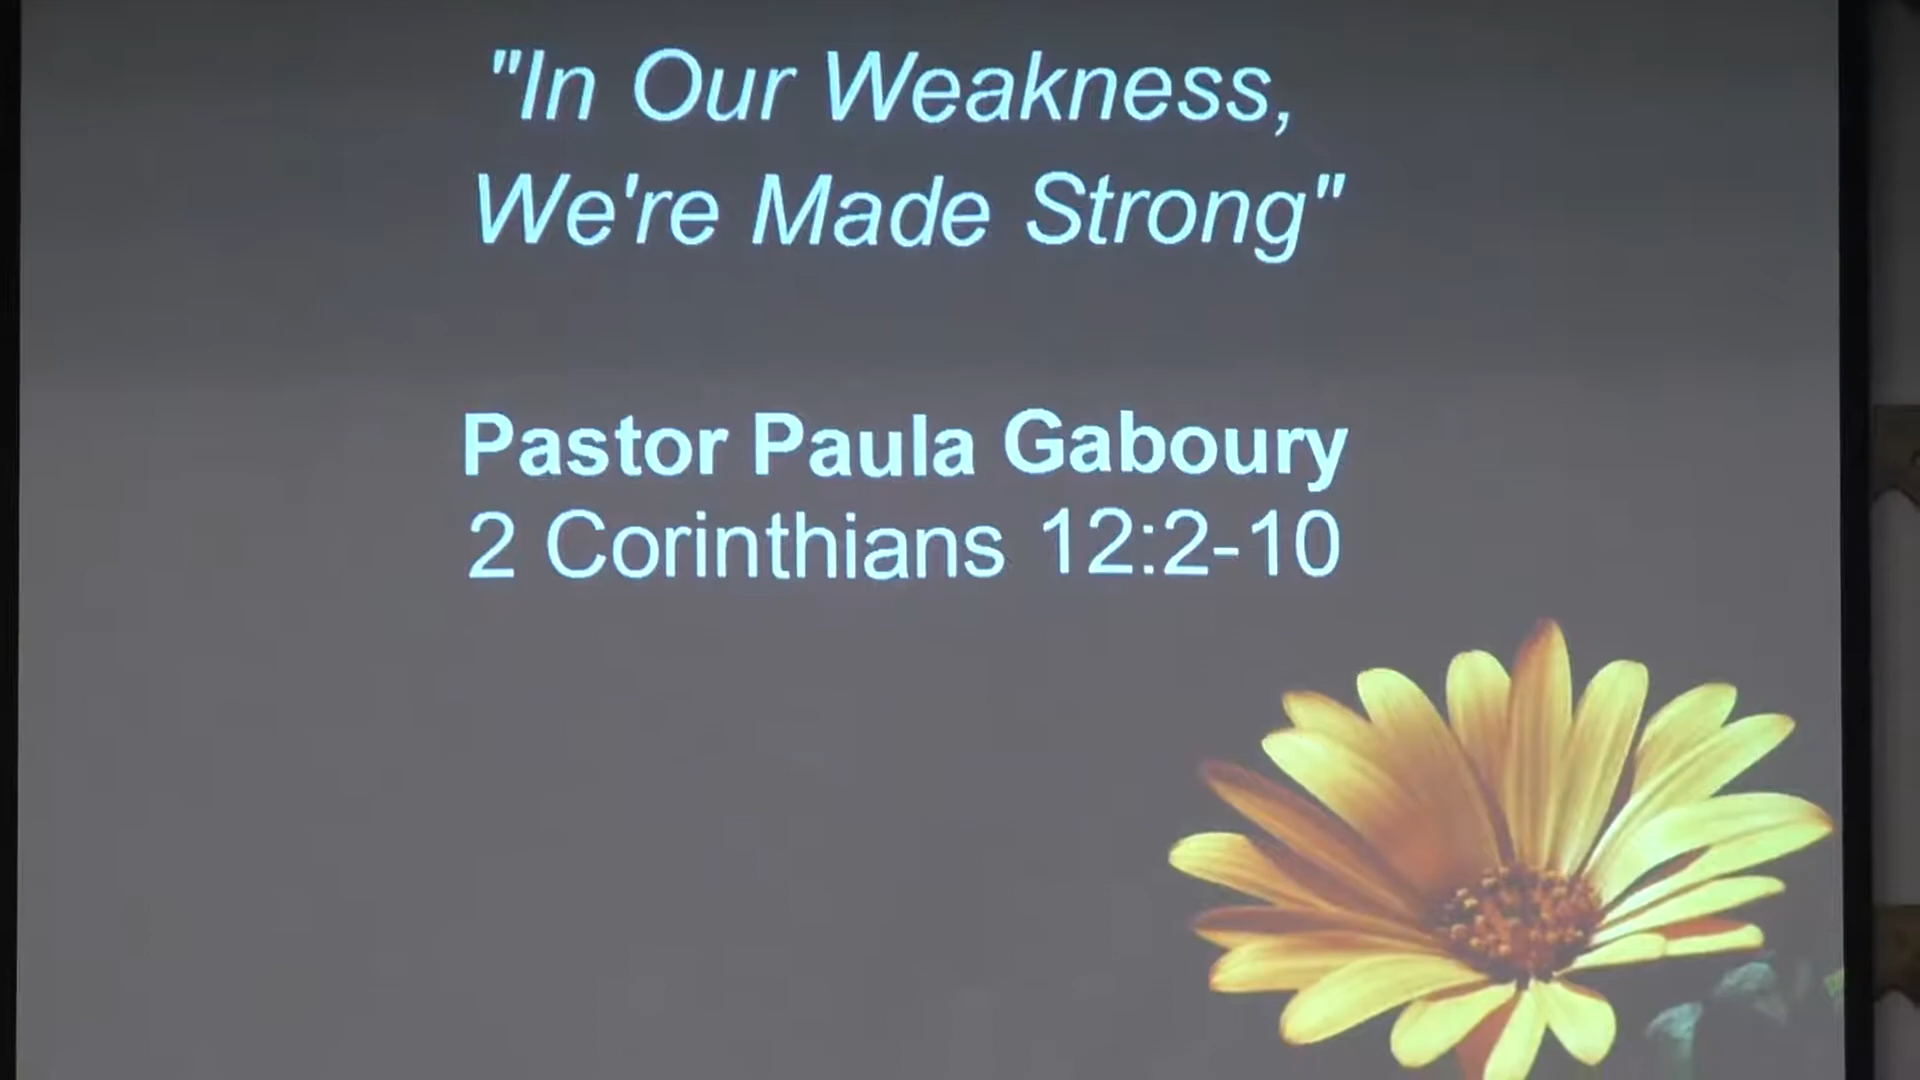 "In Our Weakness,
We're Made Strong"
Pastor Paula Gaboury
2 Corinthians 12:2-10